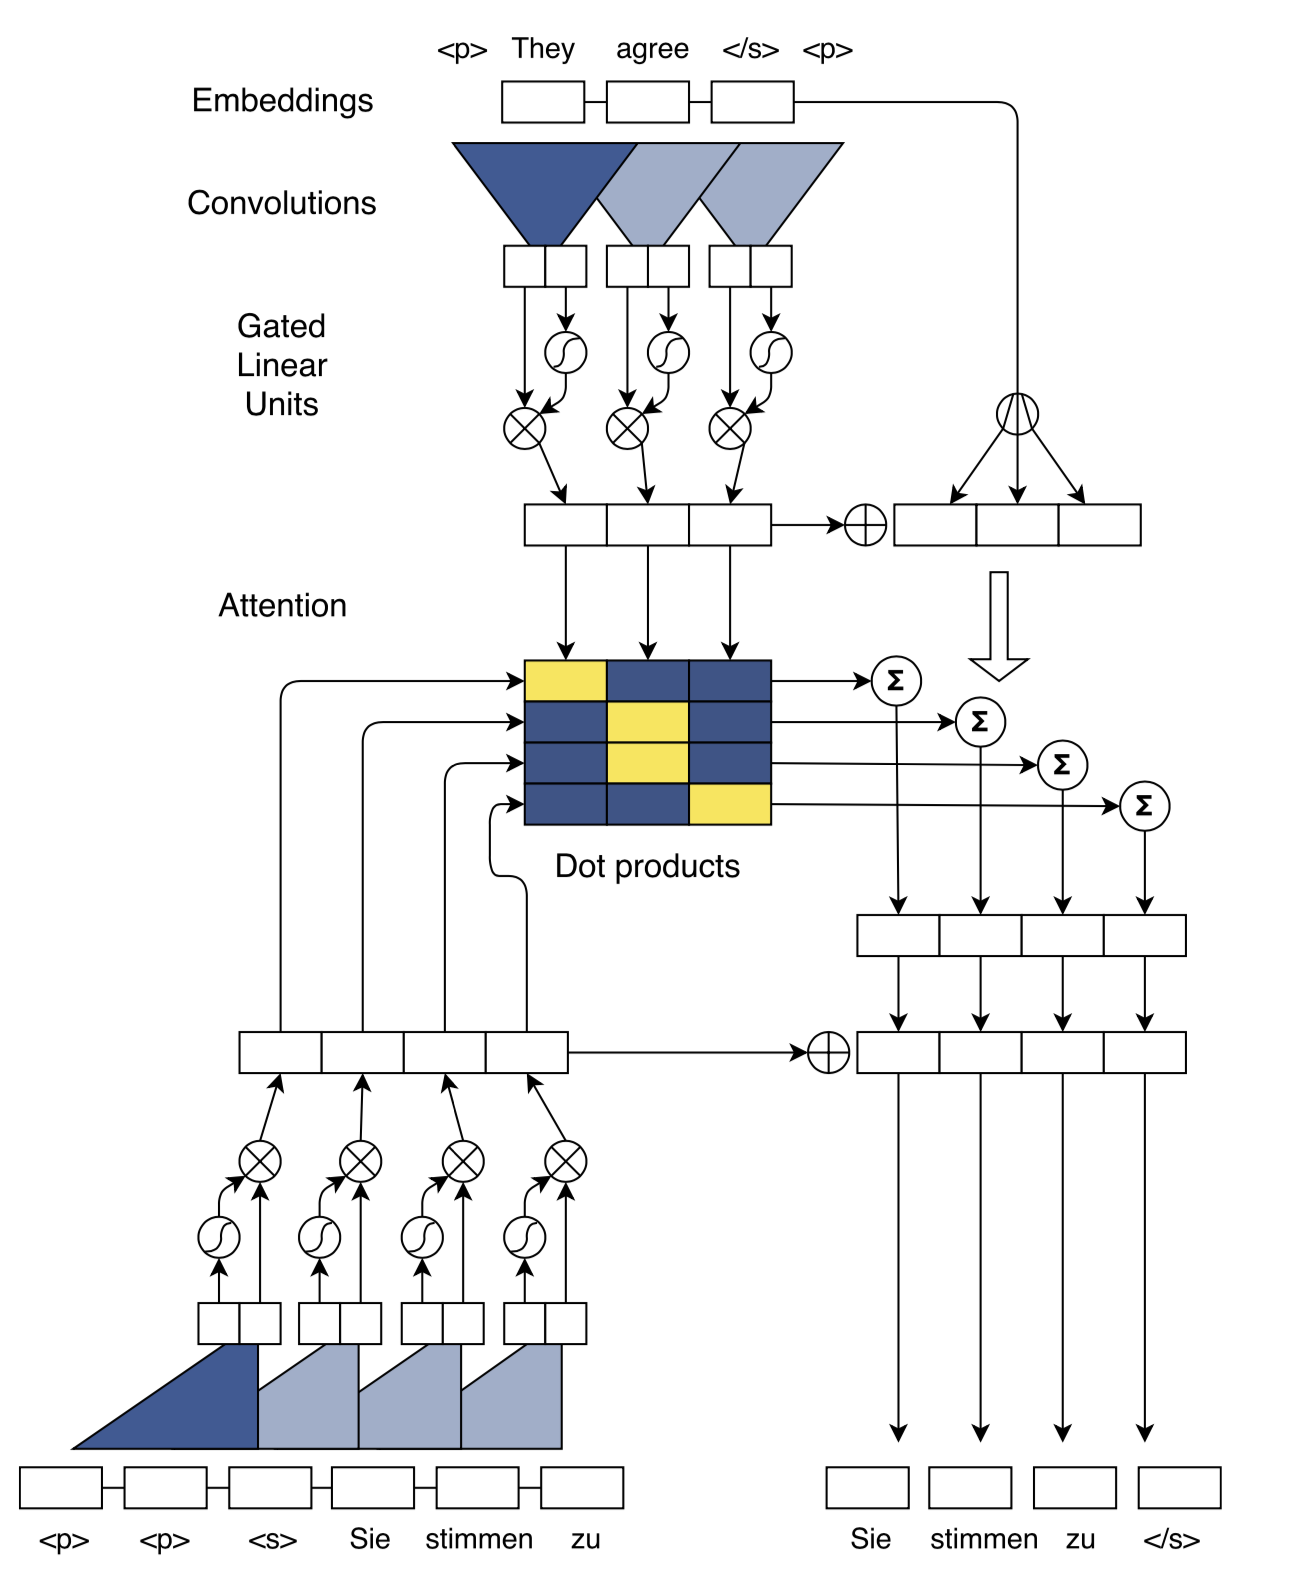 <p> They agree </s> <p>
Embeddings
Convolutions
Gated
Linear
Units
Attention
Σ
Σ
Σ
Σ
Dot products
<p> <p> <s> Sie stimmen zu
Sie stimmen zu </s>